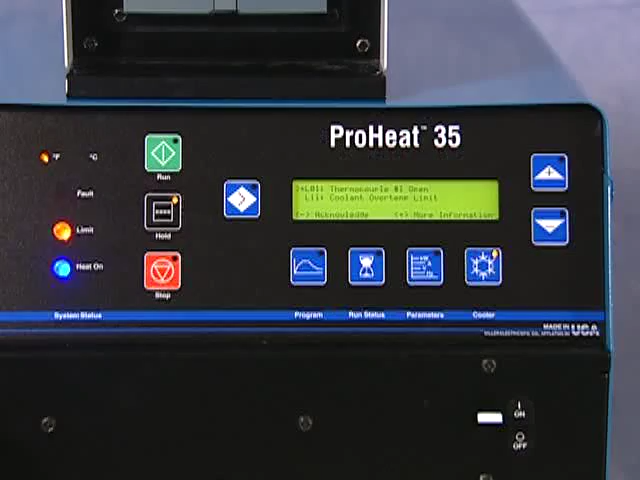 ProHeat™ 35
°F °C
Run
Fault
>*L01: Thermocouple #1 Open
L11: Coolant Overtemp Limit
(-) Acknowledge (+) More Information
Limit
Hold
Heat On
Stop
System Status
Program
Run Status
Parameters
Cooler
MADE IN USA
I
ON
O
OFF